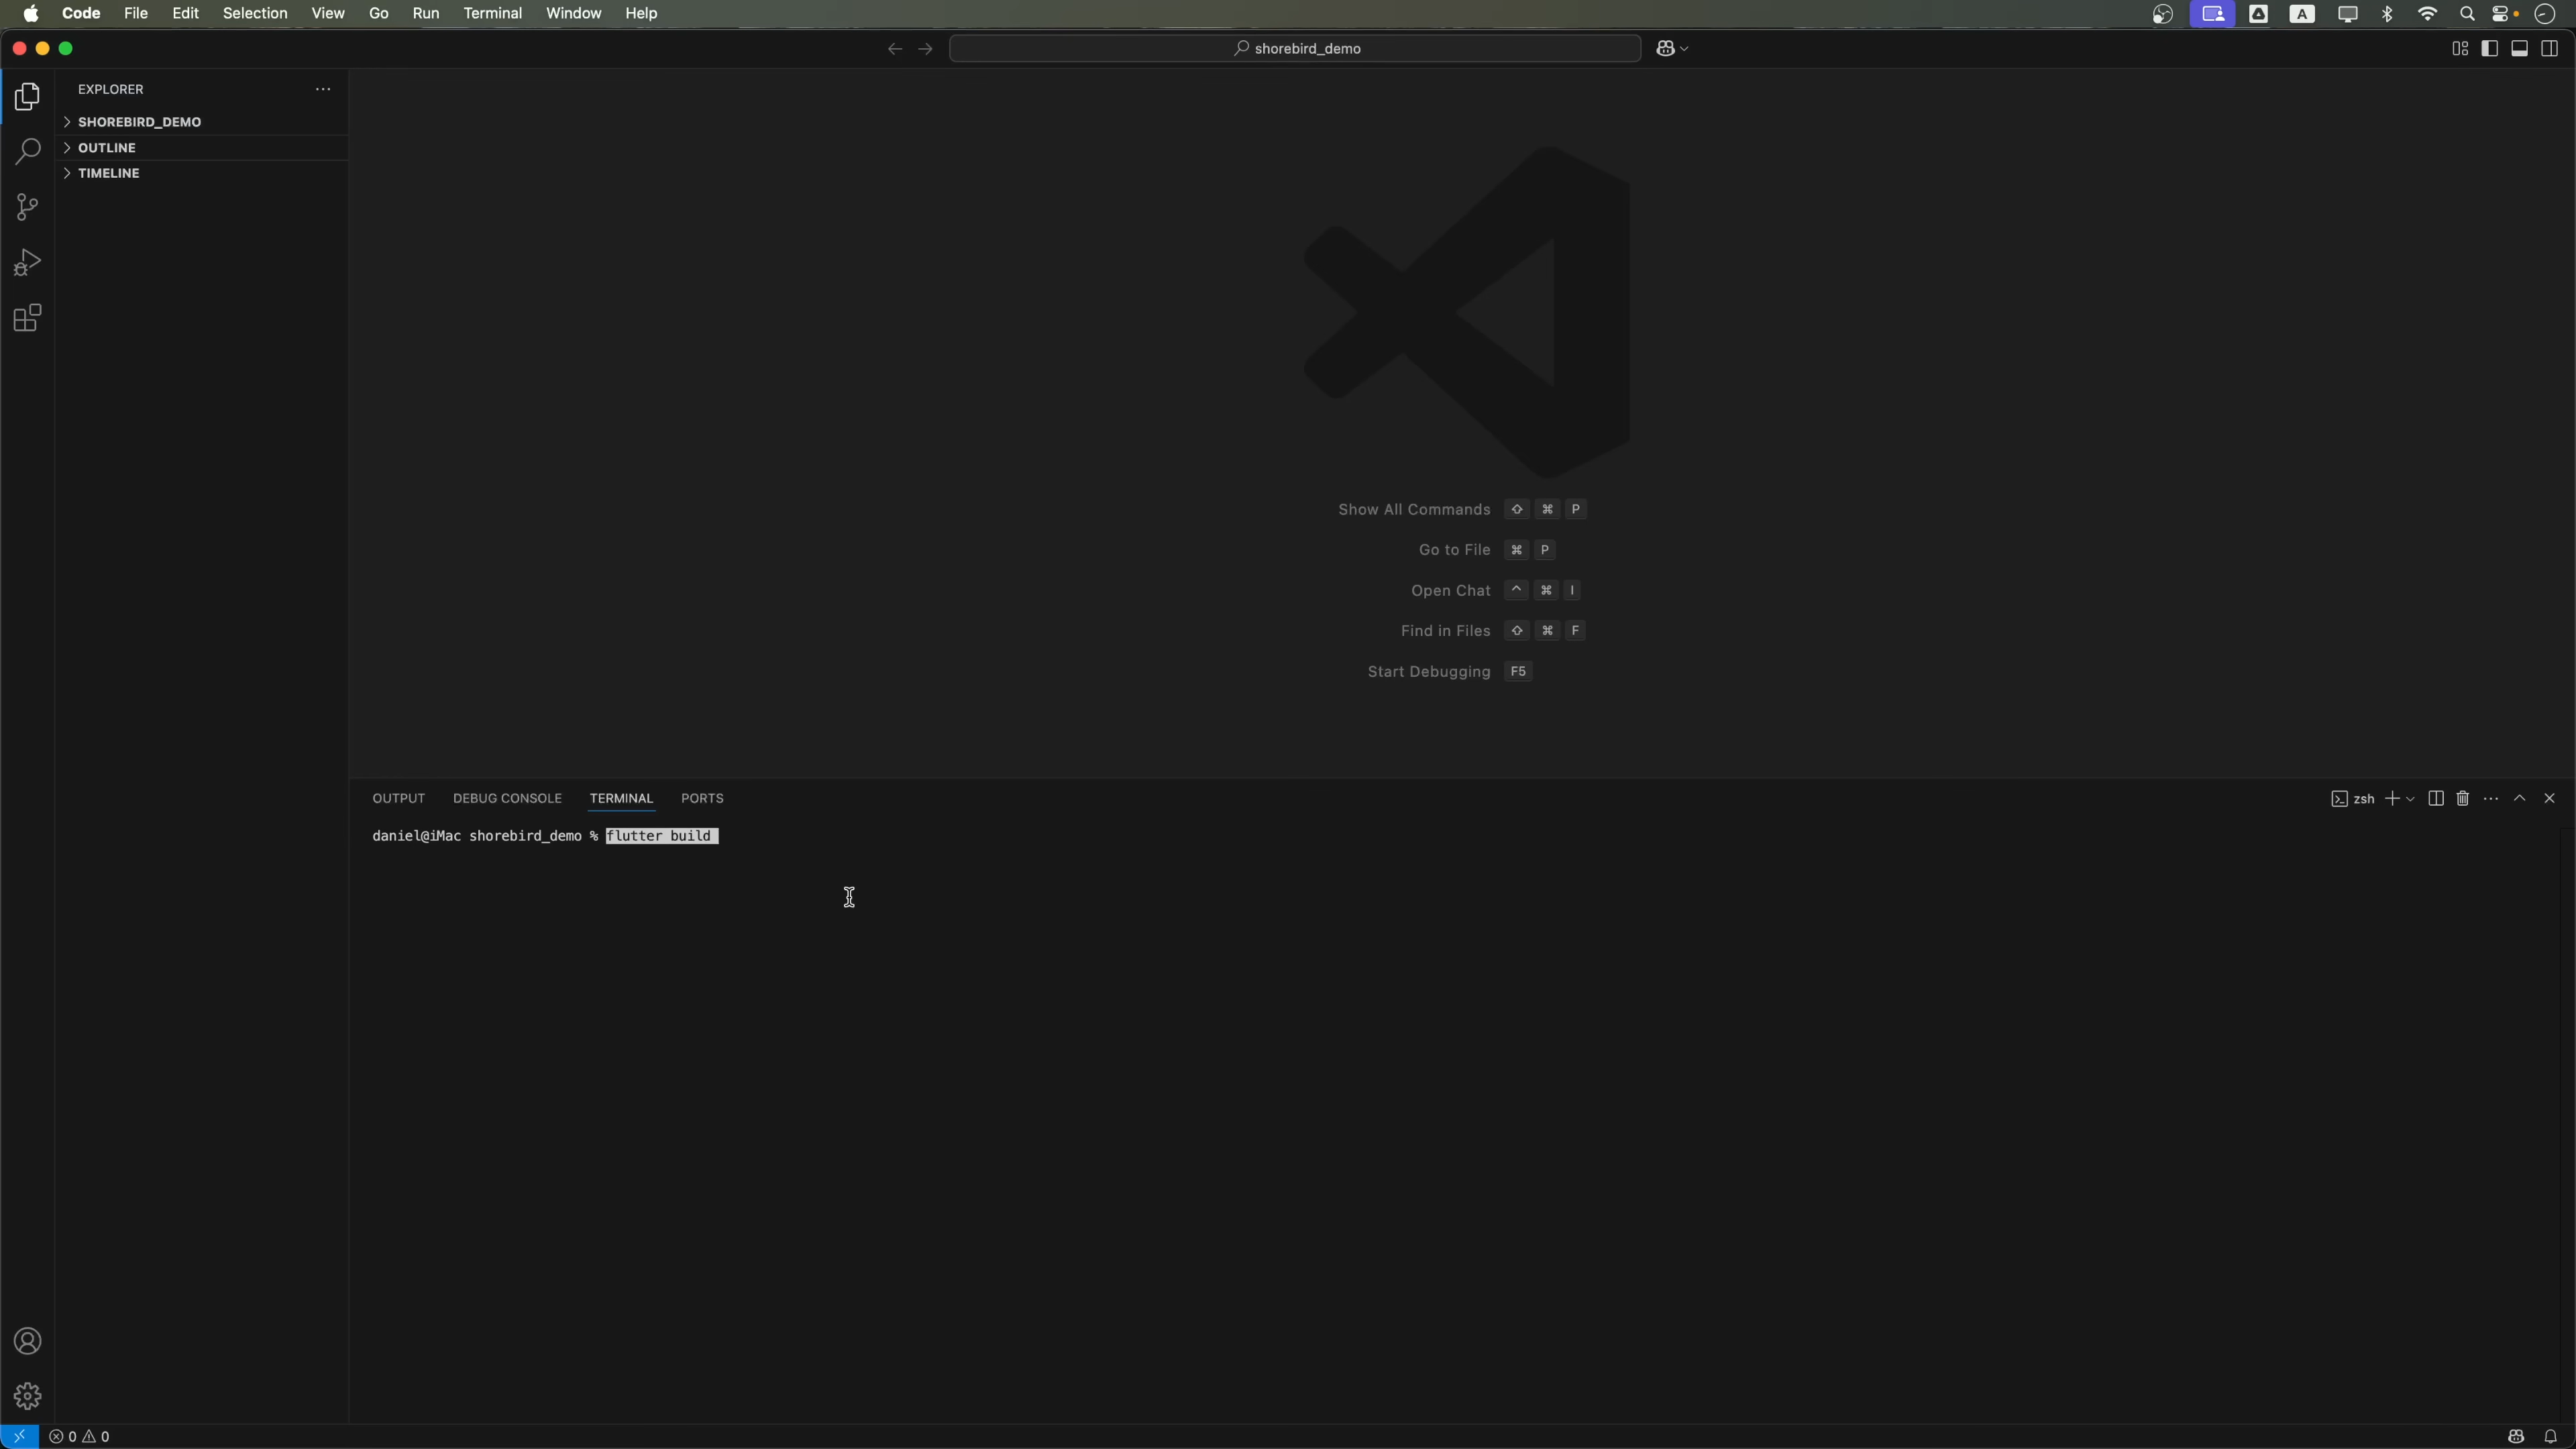 Code File Edit Selection View Go Run Terminal Window Help
A
shorebird_demo
EXPLORER
SHOREBIRD_DEMO
OUTLINE
TIMELINE
Show All Commands ⇧ ⌘ P
Go to File ⌘ P
Open Chat ^ ⌘ I
Find in Files ⇧ ⌘ F
Start Debugging F5
OUTPUT DEBUG CONSOLE TERMINAL PORTS
zsh
daniel@iMac shorebird_demo % flutter build
0 0